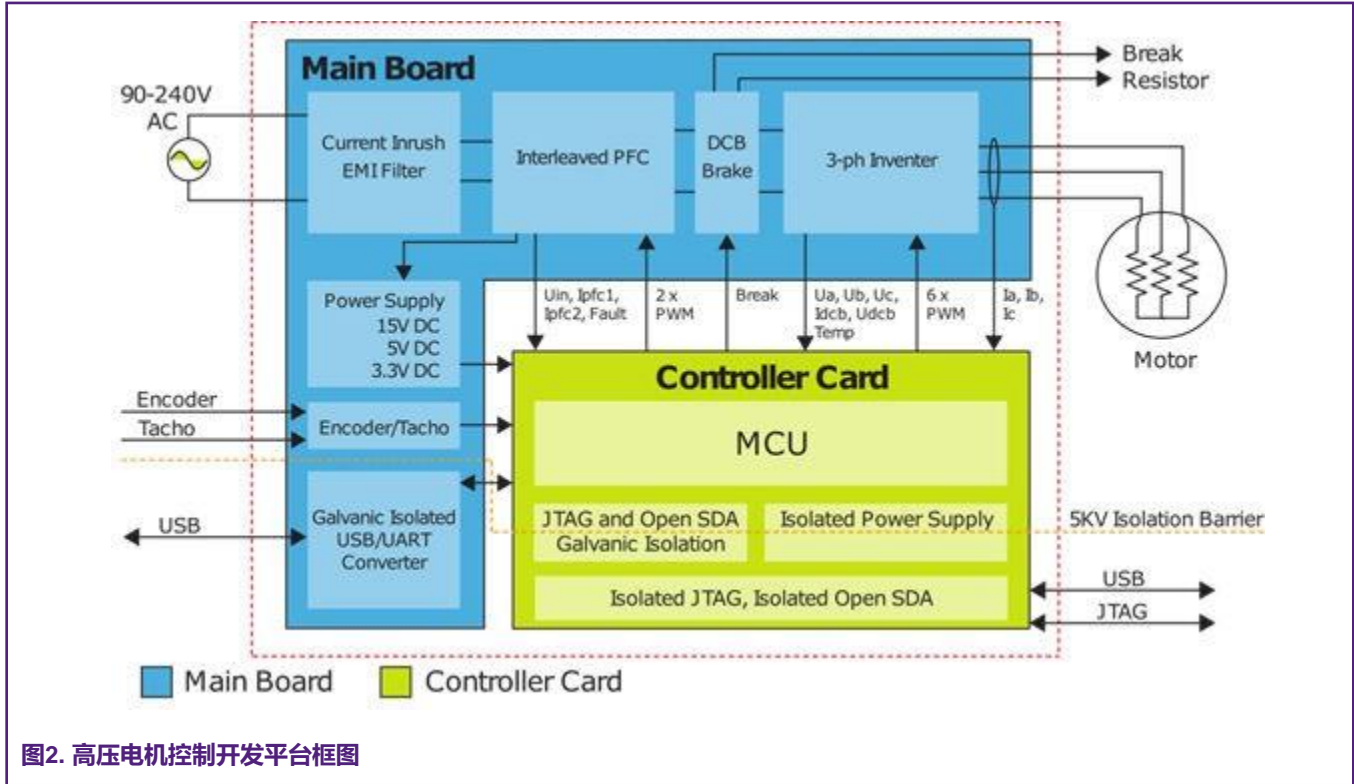 Main Board
90-240V
AC
Current Inrush
EMI Filter
Interleaved PFC
DCB
Brake
3-ph Inventer
Break
Resistor
Motor
Power Supply
15V DC
5V DC
3.3V DC
Uin, Ipfc1,
Ipfc2, Fault
2 x
PWM
Break
Ua, Ub, Uc,
Idcb, Udcb
Temp
6 x
PWM
Ia, Ib,
Ic
Encoder
Tacho
Encoder/Tacho
USB
Galvanic Isolated
USB/UART
Converter
Controller Card
MCU
JTAG and Open SDA
Galvanic Isolation
Isolated Power Supply
5KV Isolation Barrier
Isolated JTAG, Isolated Open SDA
USB
JTAG
Main Board
Controller Card
图2. 高压电机控制开发平台框图